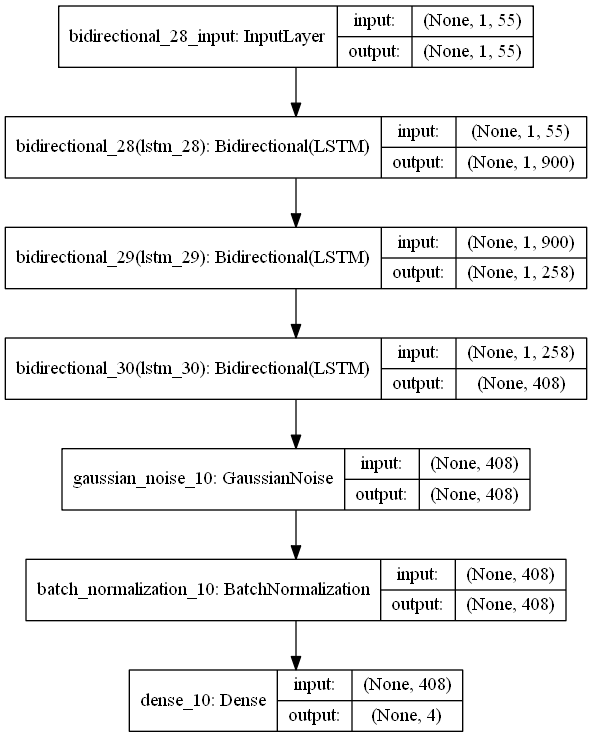 bidirectional_28_input: InputLayer
input: (None, 1, 55)
output: (None, 1, 55)
bidirectional_28(lstm_28): Bidirectional(LSTM)
input: (None, 1, 55)
output: (None, 1, 900)
bidirectional_29(lstm_29): Bidirectional(LSTM)
input: (None, 1, 900)
output: (None, 1, 258)
bidirectional_30(lstm_30): Bidirectional(LSTM)
input: (None, 1, 258)
output: (None, 408)
gaussian_noise_10: GaussianNoise
input: (None, 408)
output: (None, 408)
batch_normalization_10: BatchNormalization
input: (None, 408)
output: (None, 408)
dense_10: Dense
input: (None, 408)
output: (None, 4)